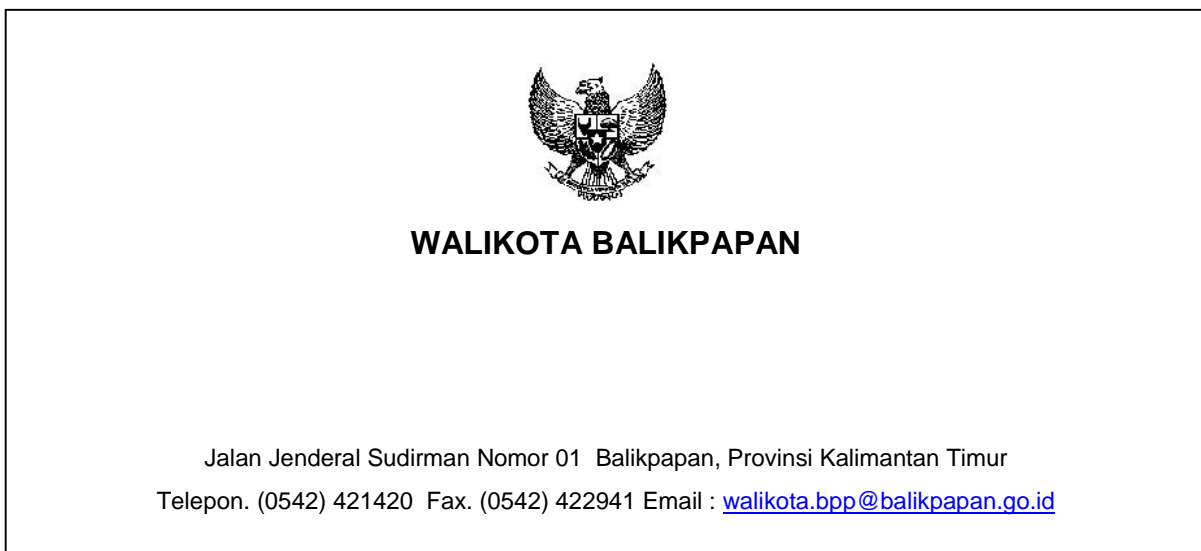 WALIKOTA BALIKPAPAN
Jalan Jenderal Sudirman Nomor 01  Balikpapan, Provinsi Kalimantan Timur
Telepon. (0542) 421420  Fax. (0542) 422941 Email : walikota.bpp@balikpapan.go.id